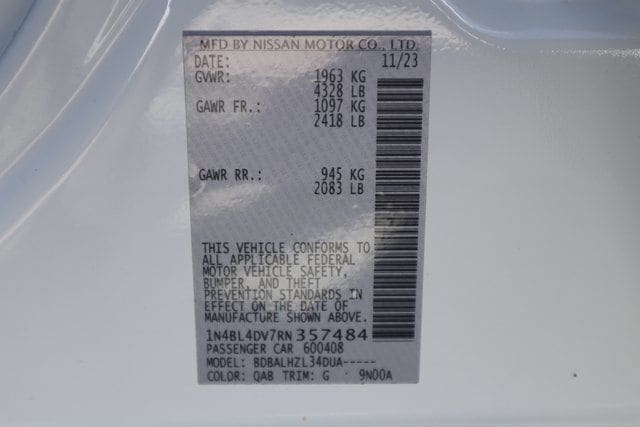 MFD BY NISSAN MOTOR CO., LTD.
DATE: 11/23
GVWR: 1963 KG
4328 LB
GAWR FR.: 1097 KG
2418 LB
GAWR RR.: 945 KG
2083 LB
THIS VEHICLE CONFORMS TO
ALL APPLICABLE FEDERAL
MOTOR VEHICLE SAFETY,
BUMPER, AND THEFT
PREVENTION STANDARDS IN
EFFECT ON THE DATE OF
MANUFACTURE SHOWN ABOVE.
1N4BL4DV7RN357484
PASSENGER CAR 600408
MODEL: BDBALHZL34DUA-----
COLOR: QAB TRIM: G 9N00A